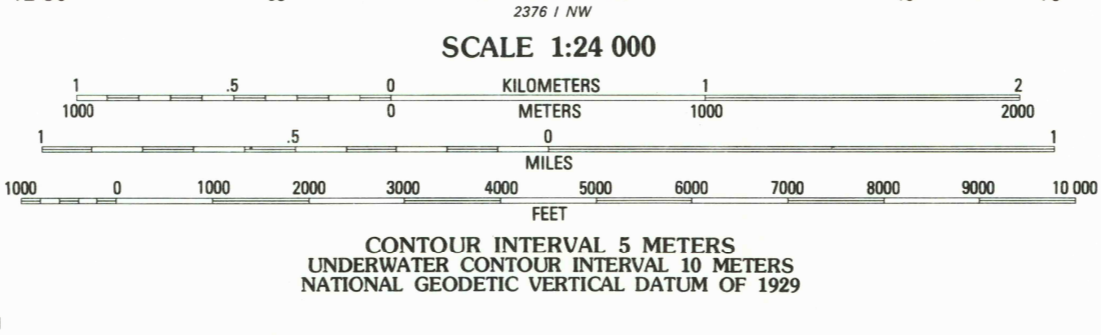 2376 I NW
SCALE 1:24 000
1 .5 0 KILOMETERS 1 2
1000 0 METERS 1000 2000
1 .5 0 1
MILES
1000 0 1000 2000 3000 4000 5000 6000 7000 8000 9000 10 000
FEET
CONTOUR INTERVAL 5 METERS
UNDERWATER CONTOUR INTERVAL 10 METERS
NATIONAL GEODETIC VERTICAL DATUM OF 1929